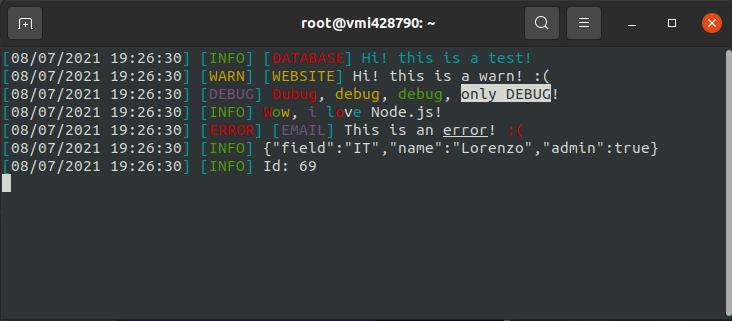 root@vmi428790: ~
[08/07/2021 19:26:30] [INFO] [DATABASE] Hi! this is a test!
[08/07/2021 19:26:30] [WARN] [WEBSITE] Hi! this is a warn! :(
[08/07/2021 19:26:30] [DEBUG] Dubug, debug, debug, only DEBUG!
[08/07/2021 19:26:30] [INFO] Wow, i love Node.js!
[08/07/2021 19:26:30] [ERROR] [EMAIL] This is an error! :(
[08/07/2021 19:26:30] [INFO] {"field":"IT","name":"Lorenzo","admin":true}
[08/07/2021 19:26:30] [INFO] Id: 69